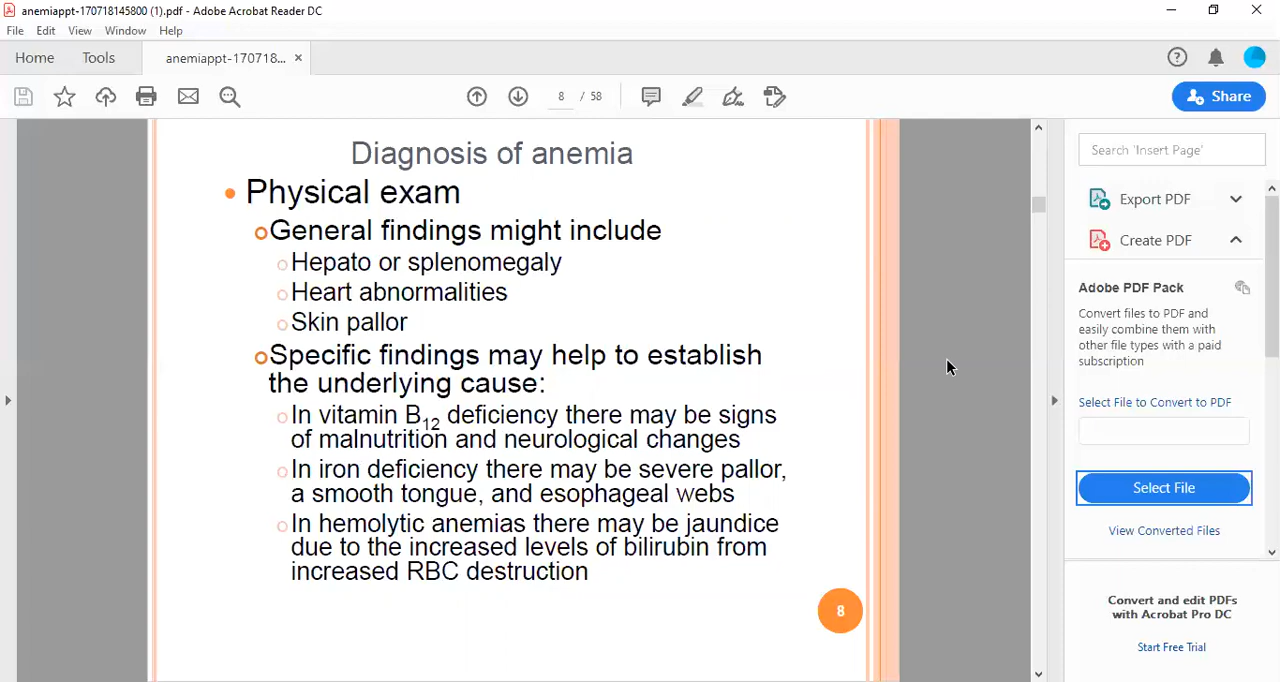 anemiappt-170718145800 (1).pdf - Adobe Acrobat Reader DC
File Edit View Window Help
Home Tools anemiappt-170718... ×
8 / 58
Share
Diagnosis of anemia
Physical exam
General findings might include
Hepato or splenomegaly
Heart abnormalities
Skin pallor
Specific findings may help to establish
the underlying cause:
In vitamin B12 deficiency there may be signs
of malnutrition and neurological changes
In iron deficiency there may be severe pallor,
a smooth tongue, and esophageal webs
In hemolytic anemias there may be jaundice
due to the increased levels of bilirubin from
increased RBC destruction
8
Search 'Insert Page'
Export PDF
Create PDF
Adobe PDF Pack
Convert files to PDF and
easily combine them with
other file types with a paid
subscription
Select File to Convert to PDF
Select File
View Converted Files
Convert and edit PDFs
with Acrobat Pro DC
Start Free Trial